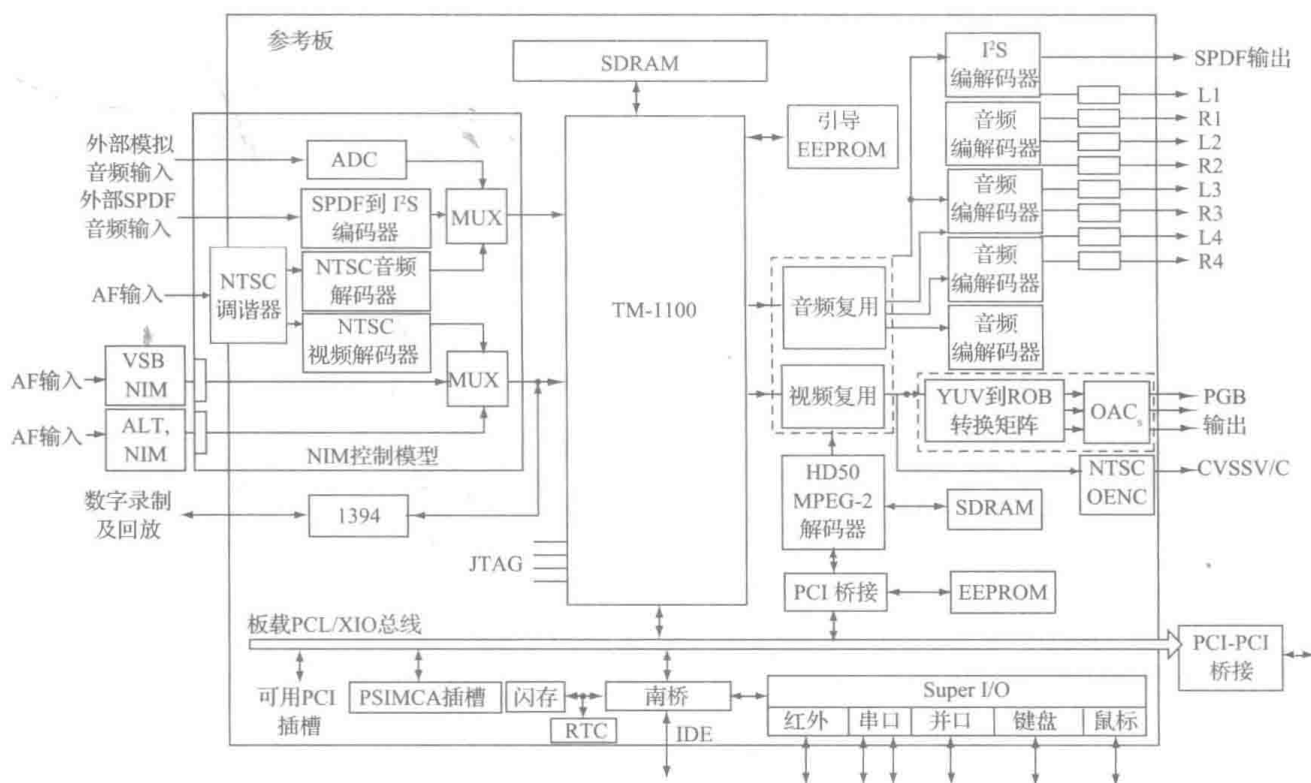 参考板
SDRAM
I²S
编解码器
SPDF输出
L1
R1
L2
R2
L3
R3
L4
R4
音频
编解码器
音频
编解码器
音频
编解码器
音频
编解码器
引导
EEPROM
外部模拟
音频输入
ADC
外部SPDF
音频输入
SPDF到 I²S
编码器
MUX
AF输入
NTSC
调谐器
NTSC音频
解码器
NTSC
视频解码器
TM-1100
音频复用
视频复用
AF输入
VSB
NIM
MUX
AF输入
ALT,
NIM
NIM控制模型
YUV到ROB
转换矩阵
OACs
PGB
输出
NTSC
OENC
CVSSV/C
HD50
MPEG-2
解码器
SDRAM
数字录制
及回放
1394
JTAG
PCI 桥接
EEPROM
板载PCL/XIO总线
PCI-PCI
桥接
可用PCI
插槽
PSIMCA插槽
闪存
RTC
南桥
IDE
Super I/O
红外
串口
并口
键盘
鼠标